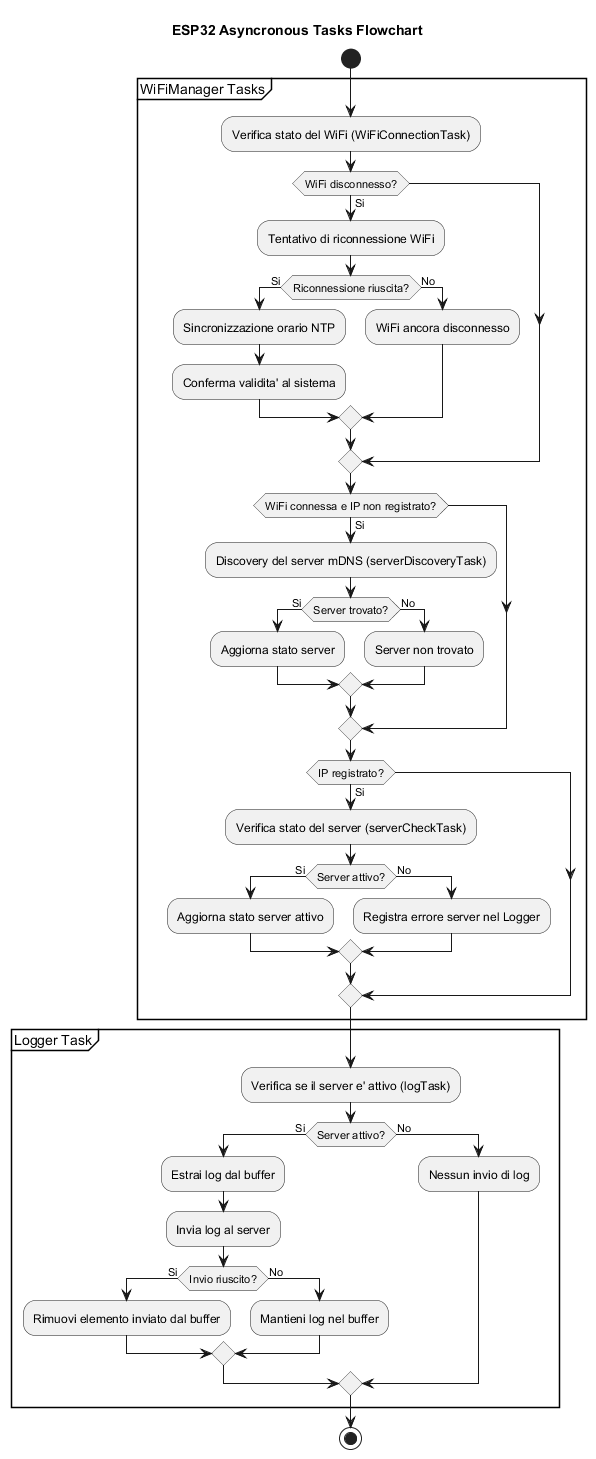 ESP32 Asyncronous Tasks Flowchart
WiFiManager Tasks
Verifica stato del WiFi (WiFiConnectionTask)
WiFi disconnesso?
Si
Tentativo di riconnessione WiFi
Si
Riconnessione riuscita?
No
Sincronizzazione orario NTP
WiFi ancora disconnesso
Conferma validita' al sistema
WiFi connessa e IP non registrato?
Si
Discovery del server mDNS (serverDiscoveryTask)
Si
Server trovato?
No
Aggiorna stato server
Server non trovato
IP registrato?
Si
Verifica stato del server (serverCheckTask)
Si
Server attivo?
No
Aggiorna stato server attivo
Registra errore server nel Logger
Logger Task
Verifica se il server e' attivo (logTask)
Si
Server attivo?
No
Estrai log dal buffer
Nessun invio di log
Invia log al server
Si
Invio riuscito?
No
Rimuovi elemento inviato dal buffer
Mantieni log nel buffer